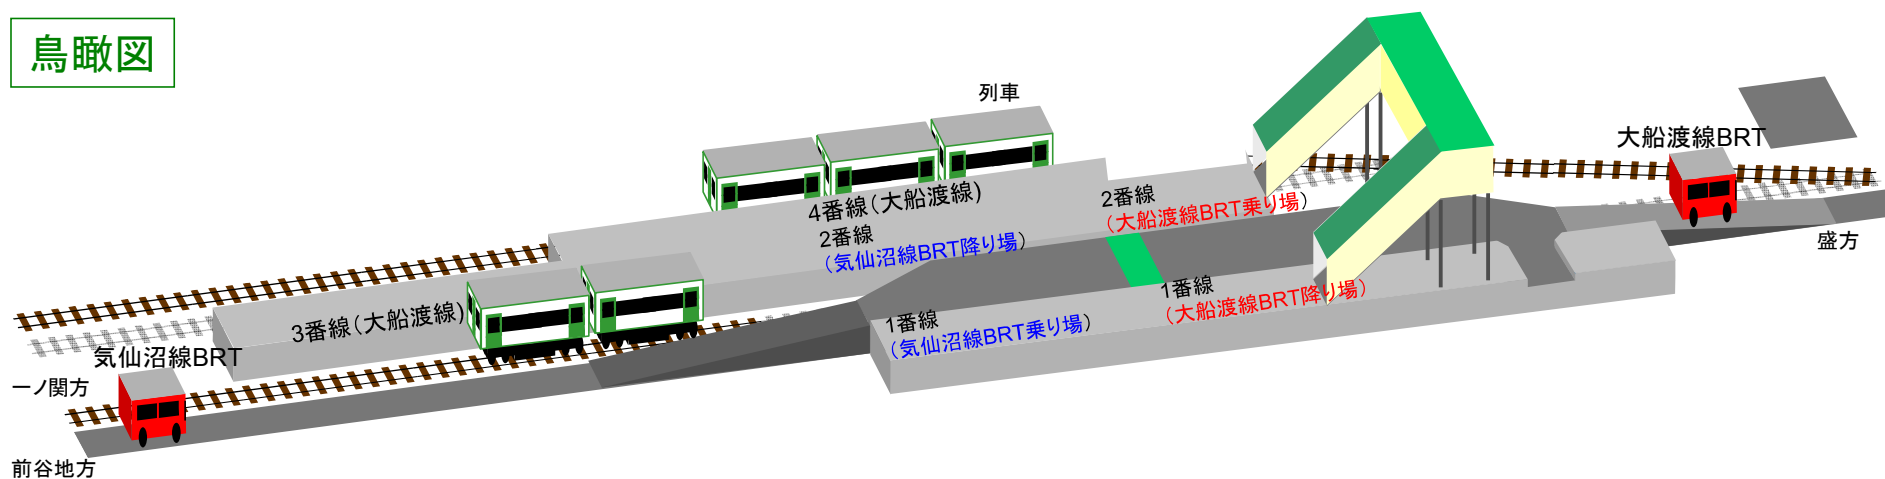 鳥瞰図
列車
大船渡線BRT
4番線(大船渡線)
2番線
(大船渡線BRT乗り場)
2番線
(気仙沼線BRT降り場)
盛方
1番線
(大船渡線BRT降り場)
3番線(大船渡線)
1番線
(気仙沼線BRT乗り場)
気仙沼線BRT
一ノ関方
前谷地方